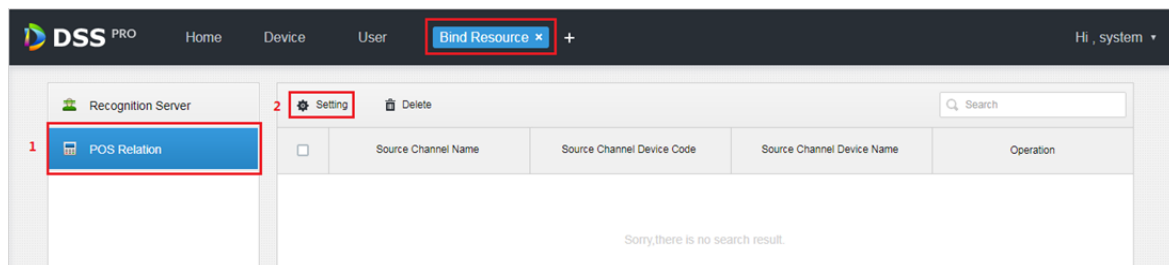 DSS PRO Home Device User Bind Resource × + Hi , system
Recognition Server 2 Setting Delete Search
1 POS Relation Source Channel Name Source Channel Device Code Source Channel Device Name Operation
Sorry,there is no search result.